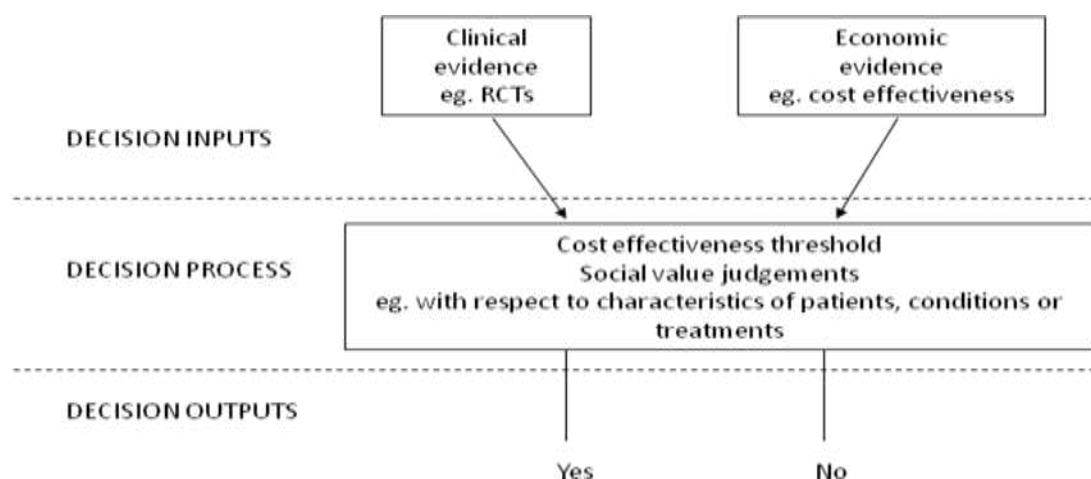 Clinical
evidence
eg. RCTs
Economic
evidence
eg. cost effectiveness
DECISION INPUTS
DECISION PROCESS
Cost effectiveness threshold
Social value judgements
eg. with respect to characteristics of patients, conditions or
treatments
DECISION OUTPUTS
Yes
No